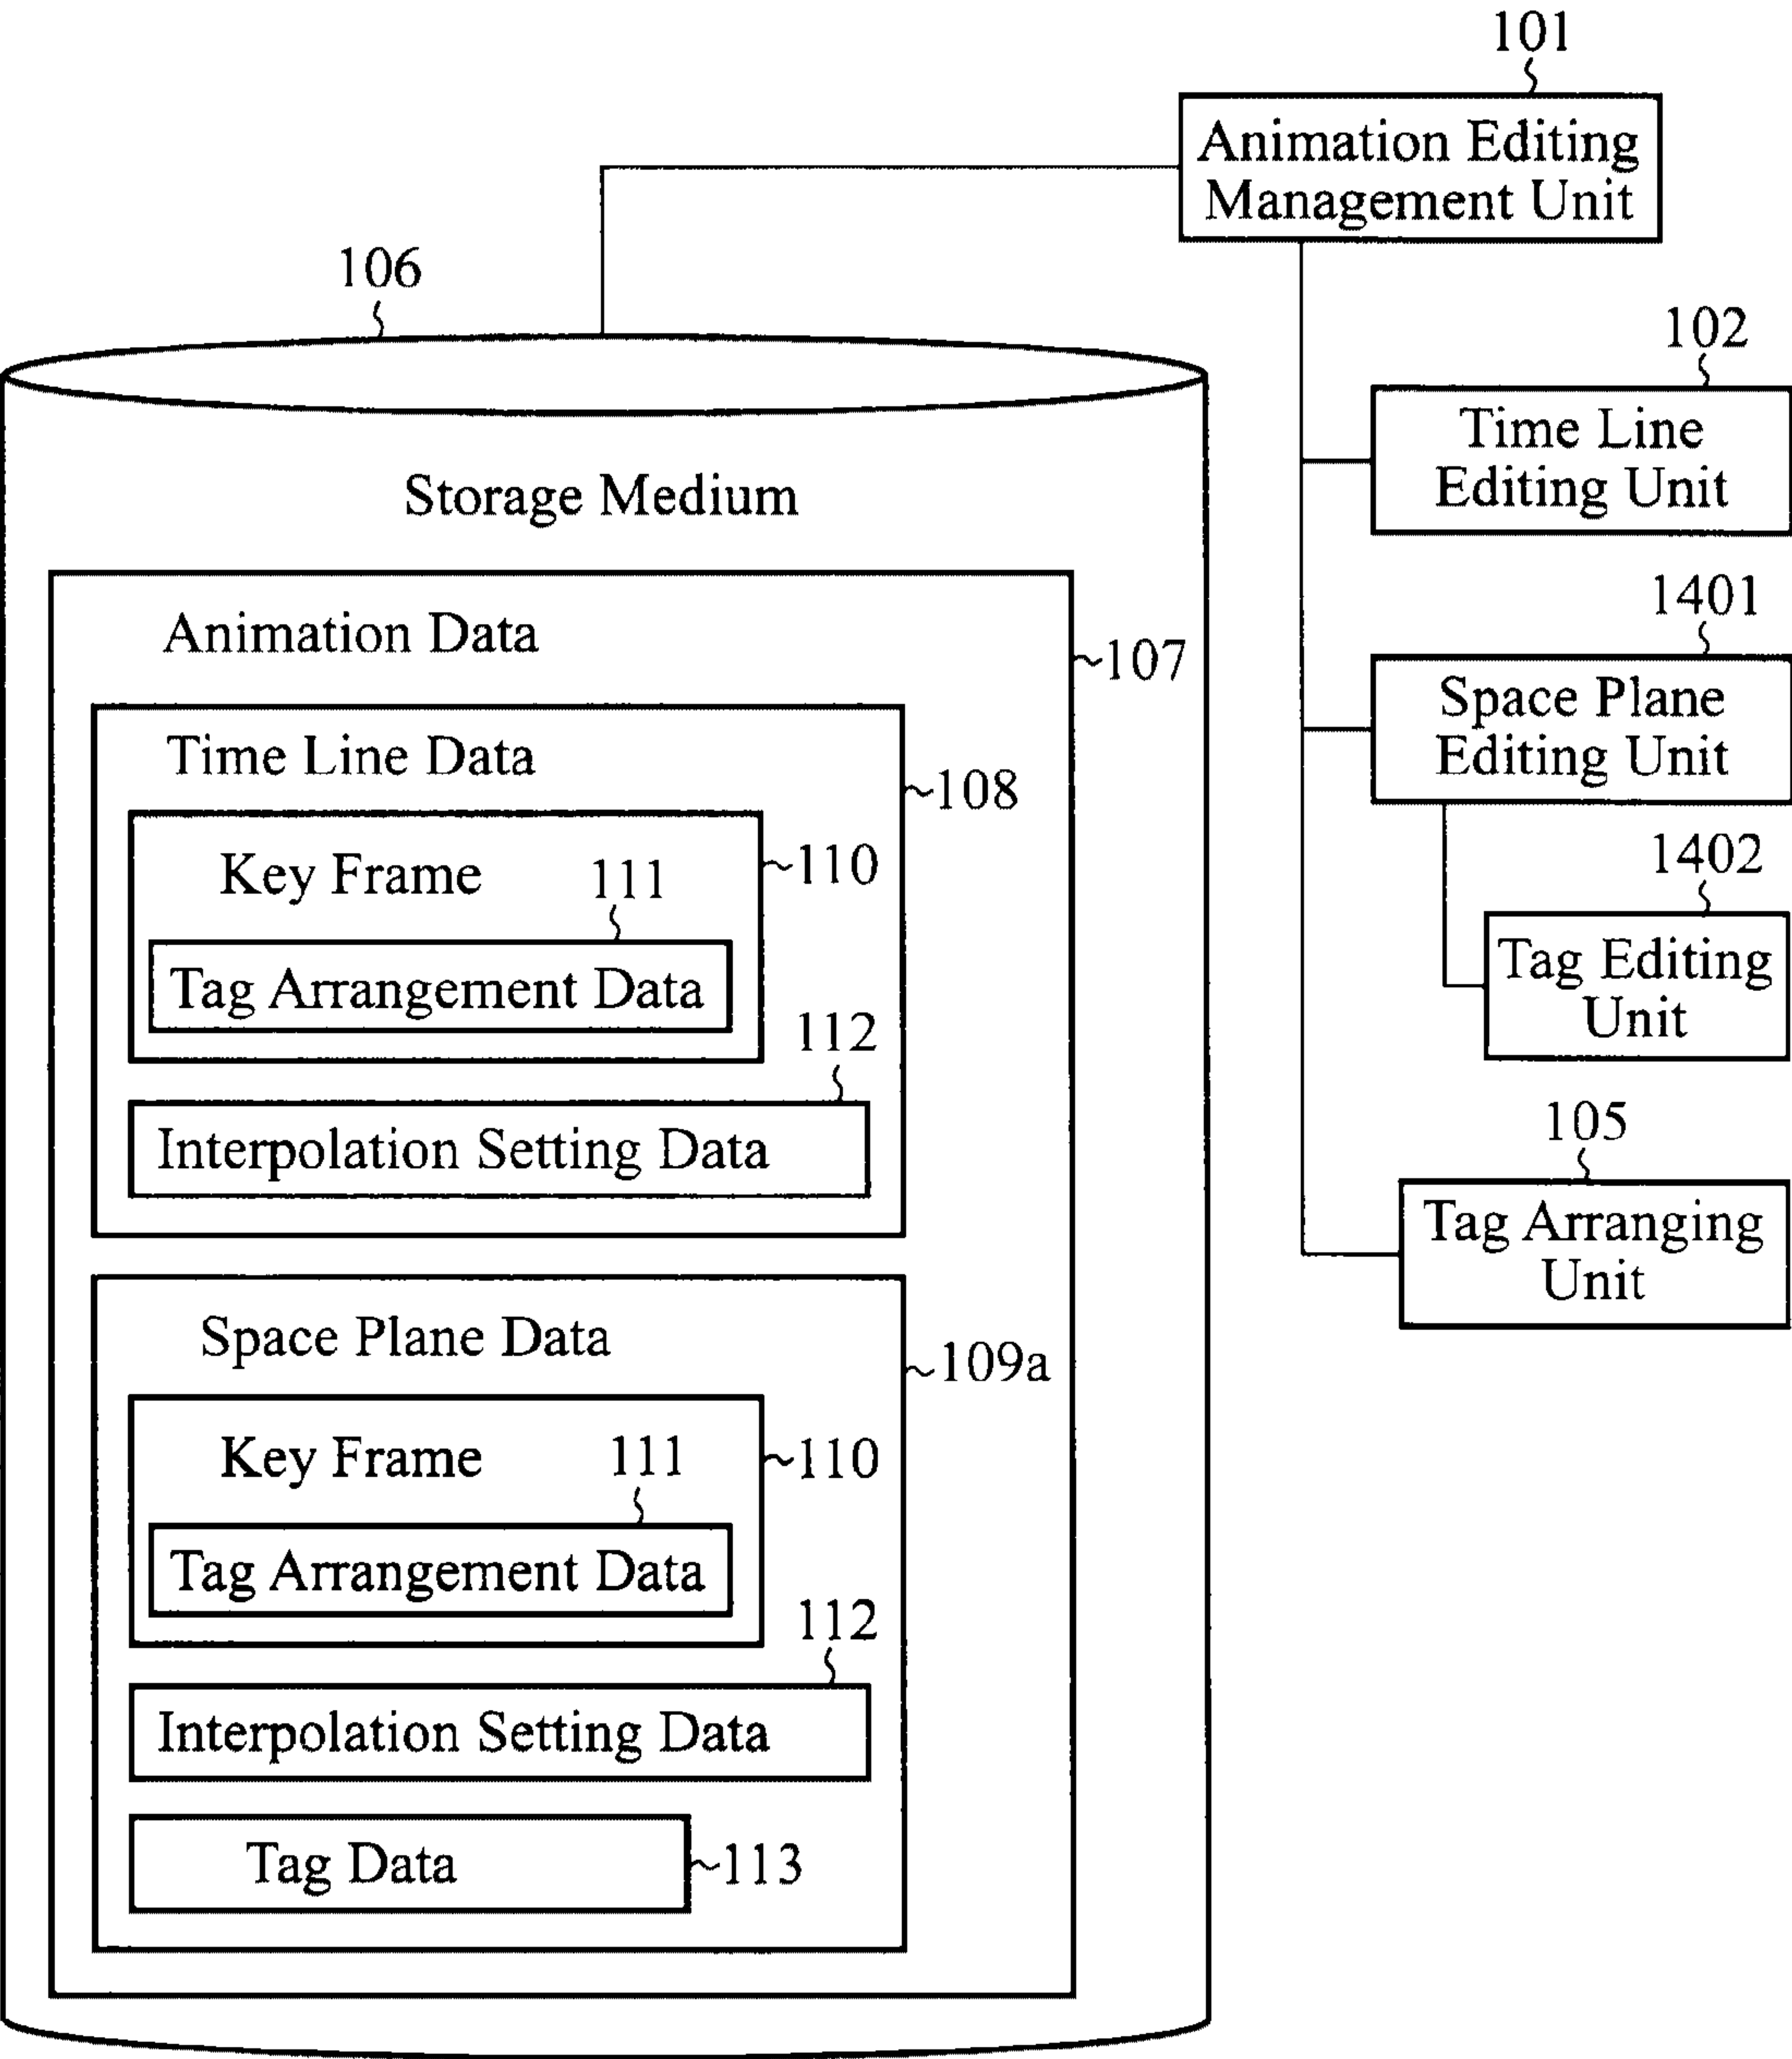 101
Animation Editing
Management Unit
106
102
Time Line
Editing Unit
Storage Medium
1401
Space Plane
Editing Unit
Animation Data
107
Time Line Data
108
1402
Tag Editing
Unit
Key Frame
111
110
Tag Arrangement Data
112
Interpolation Setting Data
105
Tag Arranging
Unit
Space Plane Data
109a
Key Frame
111
110
Tag Arrangement Data
112
Interpolation Setting Data
Tag Data
113